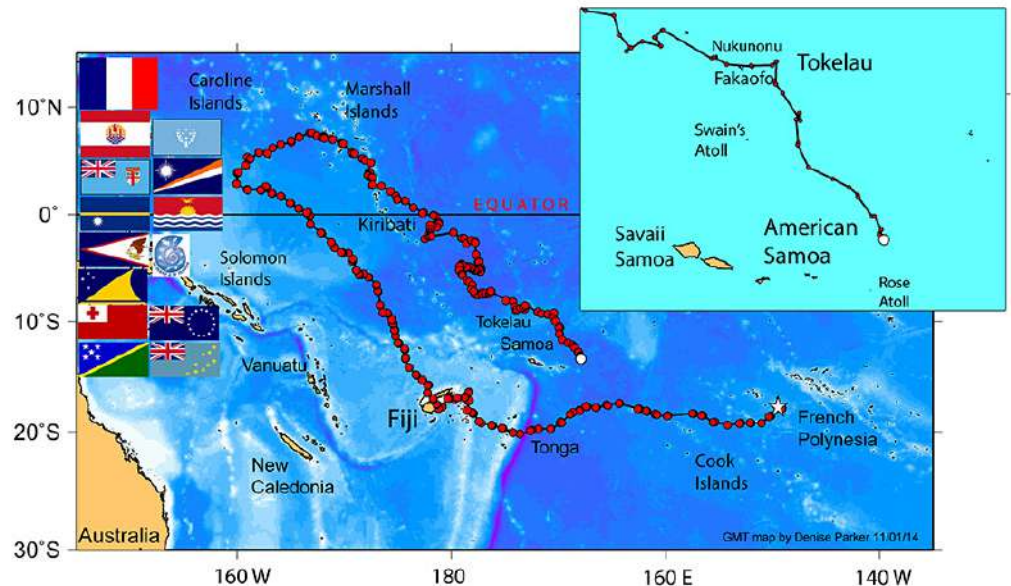 Caroline
Islands
Marshall
Islands
10°N
0°
EQUATOR
Kiribati
Solomon
Islands
10°S
Tokelau
Samoa
Vanuatu
Fiji
20°S
Tonga
French
Polynesia
Cook
Islands
New
Caledonia
Australia
GMT map by Denise Parker 11/01/14
30°S
160 W
180
160 E
140 W
Nukunonu
Tokelau
Fakaofo
Swain's
Atoll
American
Samoa
Savaii
Samoa
Rose
Atoll